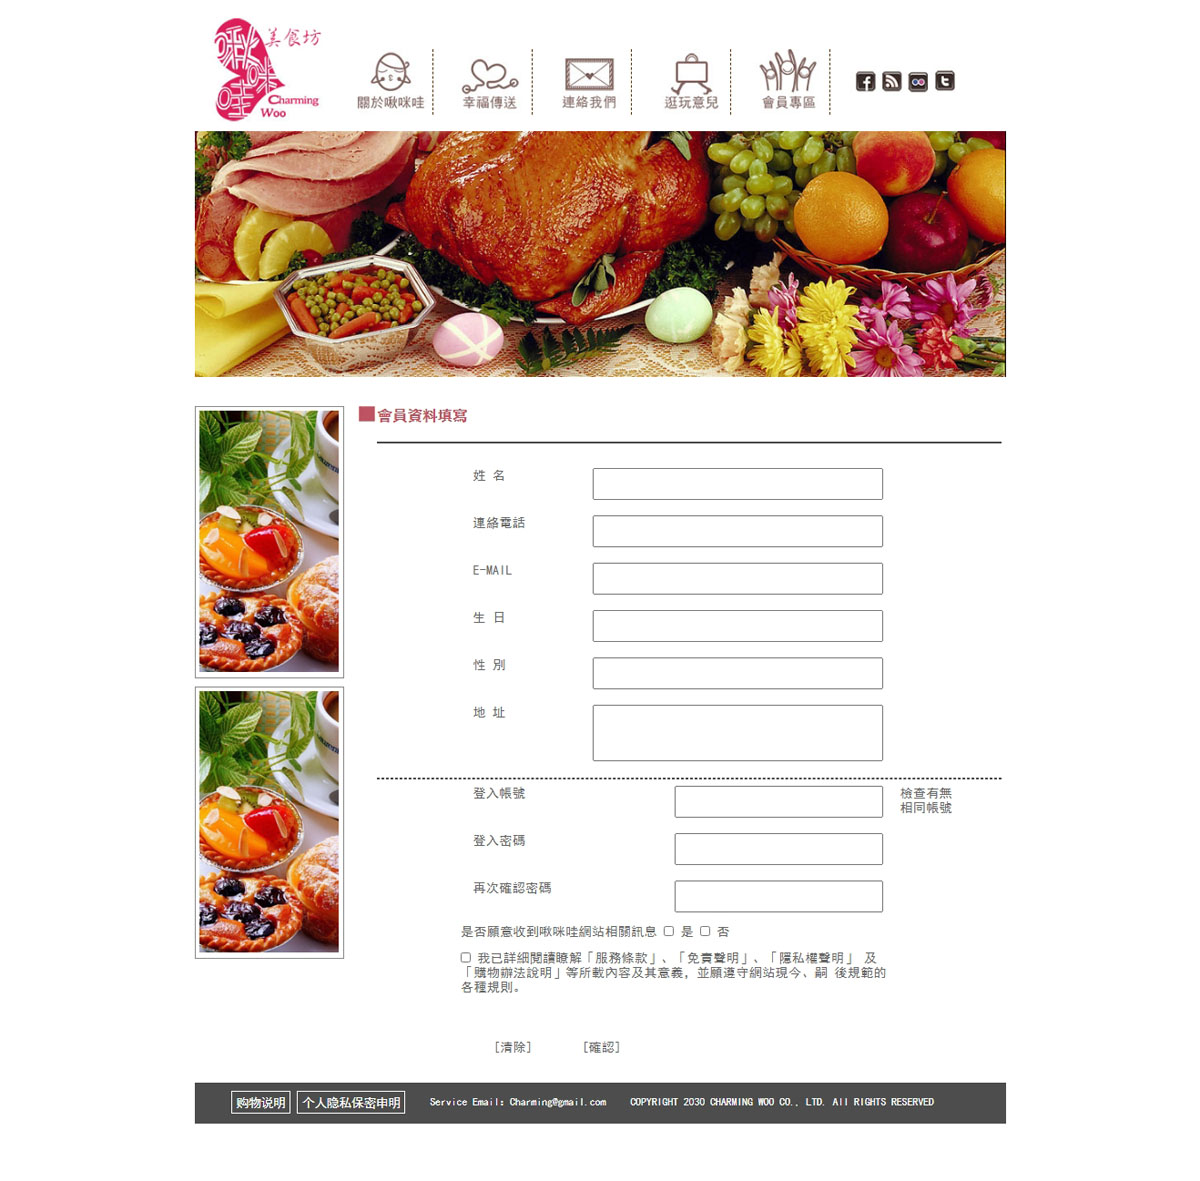 啾咪哇
美食坊
Charming
Woo
關於啾咪哇
幸福傳送
連絡我們
逛玩意兒
會員專區
會員資料填寫
姓 名
連絡電話
E-MAIL
生 日
性 別
地 址
登入帳號
檢查有無
相同帳號
登入密碼
再次確認密碼
是否願意收到啾咪哇網站相關訊息 是 否
我已詳細閱讀瞭解「服務條款」、「免責聲明」、「隱私權聲明」 及
「購物辦法說明」等所載內容及其意義，並願遵守網站現今、嗣 後規範的
各種規則。
[清除] [確認]
购物说明 个人隐私保密申明 Service Email：Charming@gmail.com COPYRIGHT 2030 CHARMING WOO CO., LTD. All RIGHTS RESERVED